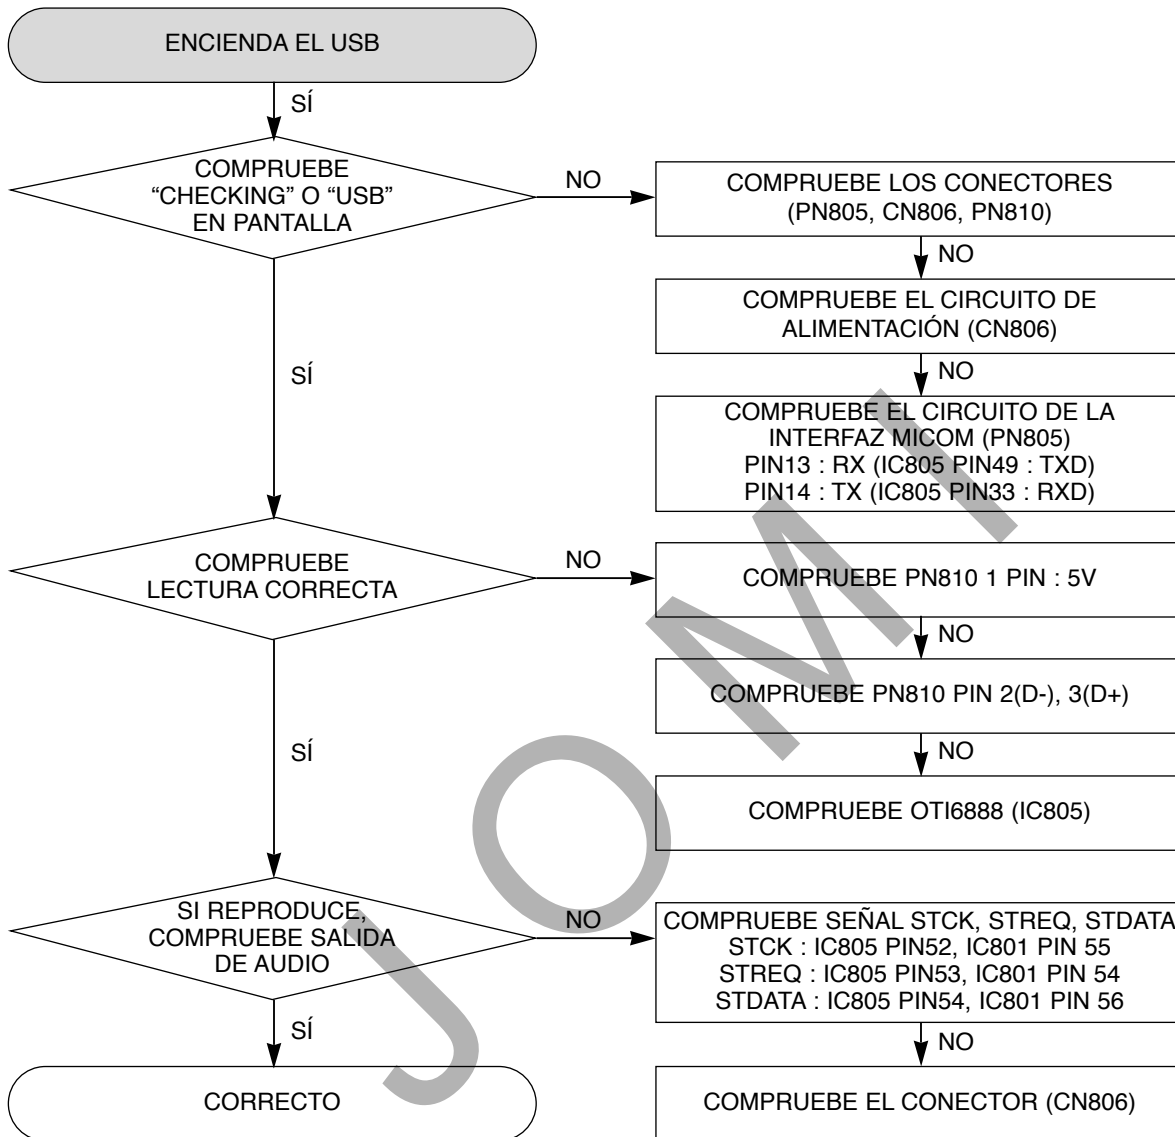 ENCIENDA EL USB
SÍ
COMPRUEBE
“CHECKING” O “USB”
EN PANTALLA
NO
COMPRUEBE LOS CONECTORES
(PN805, CN806, PN810)
NO
COMPRUEBE EL CIRCUITO DE
ALIMENTACIÓN (CN806)
NO
COMPRUEBE EL CIRCUITO DE LA
INTERFAZ MICOM (PN805)
PIN13 : RX (IC805 PIN49 : TXD)
PIN14 : TX (IC805 PIN33 : RXD)
SÍ
COMPRUEBE
LECTURA CORRECTA
NO
COMPRUEBE PN810 1 PIN : 5V
NO
COMPRUEBE PN810 PIN 2(D-), 3(D+)
NO
COMPRUEBE OTI6888 (IC805)
SÍ
SI REPRODUCE,
COMPRUEBE SALIDA
DE AUDIO
NO
COMPRUEBE SEÑAL STCK, STREQ, STDATA
STCK : IC805 PIN52, IC801 PIN 55
STREQ : IC805 PIN53, IC801 PIN 54
STDATA : IC805 PIN54, IC801 PIN 56
NO
COMPRUEBE EL CONECTOR (CN806)
SÍ
CORRECTO
JOMI